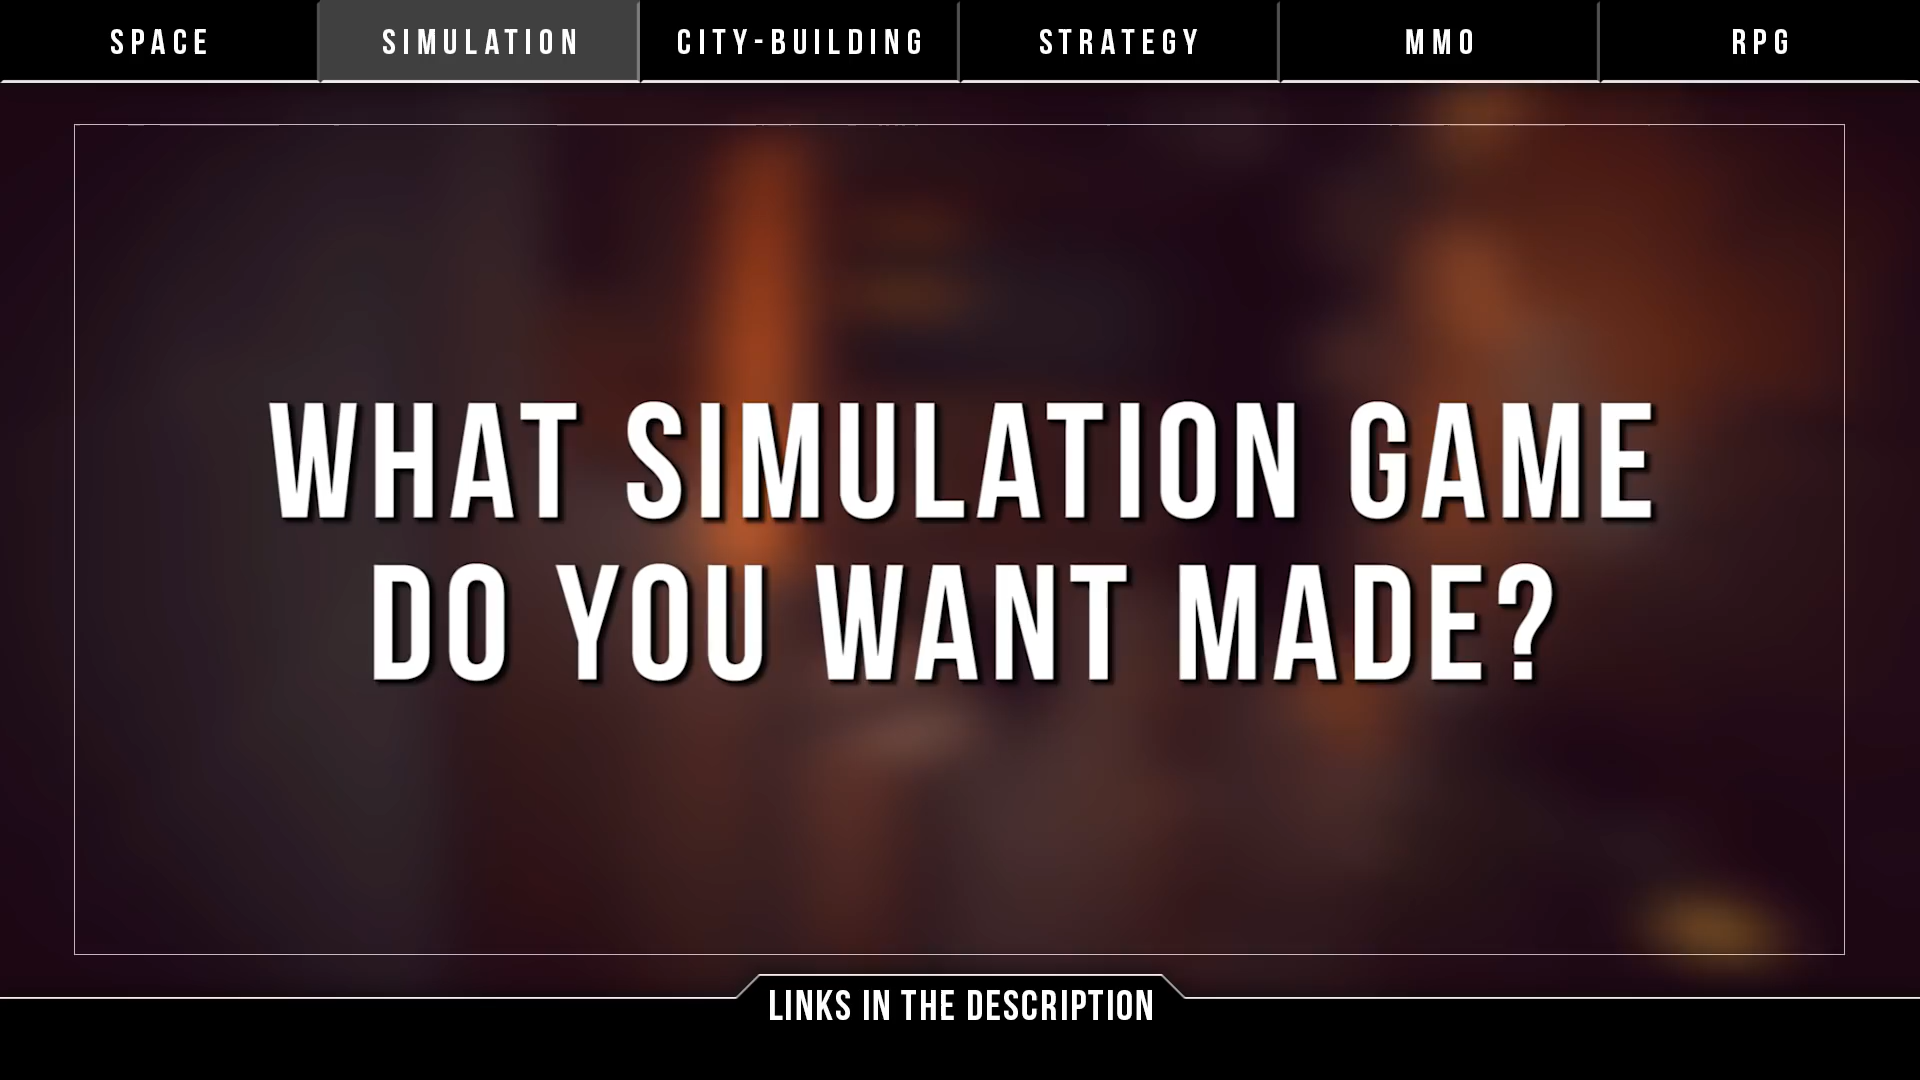 SPACE
SIMULATION
CITY-BUILDING
STRATEGY
MMO
RPG
WHAT SIMULATION GAME
DO YOU WANT MADE?
LINKS IN THE DESCRIPTION